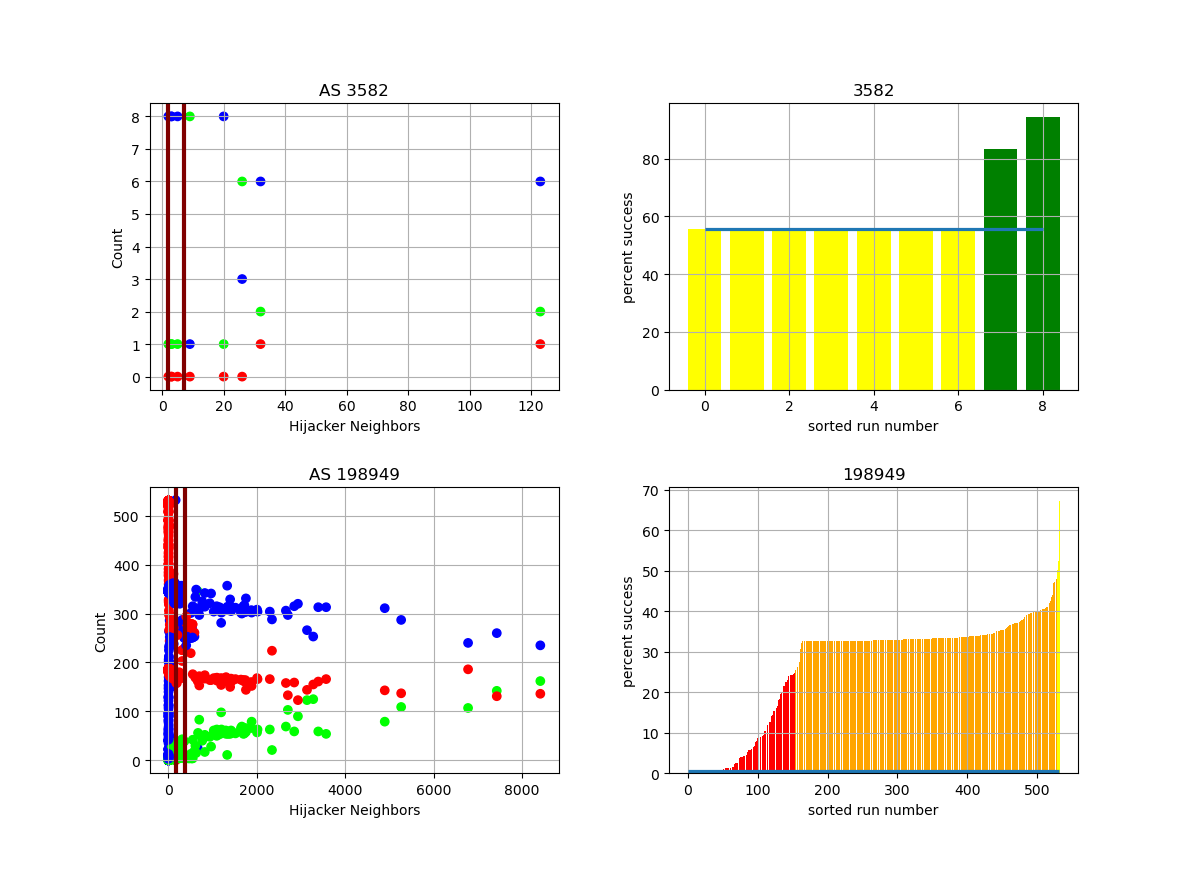 AS 3582
8
7
6
5
4
3
2
1
0
Count
0 20 40 60 80 100 120
Hijacker Neighbors
3582
80
60
40
20
0
percent success
0 2 4 6 8
sorted run number
AS 198949
500
400
300
200
100
0
Count
0 2000 4000 6000 8000
Hijacker Neighbors
198949
70
60
50
40
30
20
10
0
percent success
0 100 200 300 400 500
sorted run number